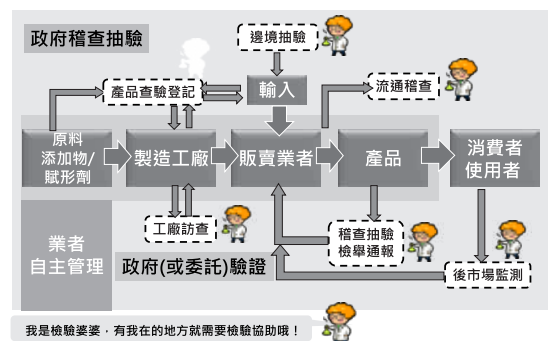 政府稽查抽驗
邊境抽驗
產品查驗登記
輸入
流通稽查
原料
添加物/
賦形劑
製造工廠
販賣業者
產品
消費者
使用者
業者
自主管理
工廠訪查
稽查抽驗
檢舉通報
政府(或委託)驗證
後市場監測
我是檢驗婆婆，有我在的地方就需要檢驗協助哦！